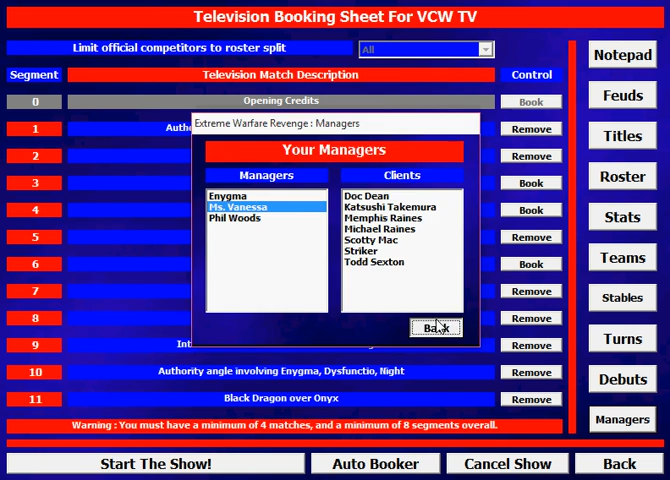 Television Booking Sheet For VCW TV
Limit official competitors to roster split
All
Segment
Television Match Description
Control
0
Opening Credits
Book
1
Remove
2
Remove
3
Book
4
Book
5
Remove
6
Book
7
Remove
8
Remove
9
Remove
10
Authority angle involving Enygma, Dysfunctio, Night
Remove
11
Black Dragon over Onyx
Remove
Warning : You must have a minimum of 4 matches, and a minimum of 8 segments overall.
Extreme Warfare Revenge : Managers
Your Managers
Managers
Enygma
Ms. Vanessa
Phil Woods
Clients
Doc Dean
Katsushi Takemura
Memphis Raines
Michael Raines
Scotty Mac
Striker
Todd Sexton
Back
Notepad
Feuds
Titles
Roster
Stats
Teams
Stables
Turns
Debuts
Managers
Start The Show!
Auto Booker
Cancel Show
Back